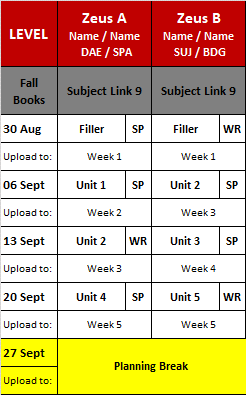 LEVEL Zeus A Zeus B
Name / Name Name / Name
DAE / SPA SUJ / BDG
Fall Books Subject Link 9 Subject Link 9
30 Aug Filler SP Filler WR
Upload to: Week 1 Week 1
06 Sept Unit 1 SP Unit 2 SP
Upload to: Week 2 Week 3
13 Sept Unit 2 WR Unit 3 SP
Upload to: Week 3 Week 4
20 Sept Unit 4 SP Unit 5 WR
Upload to: Week 5 Week 5
27 Sept Planning Break
Upload to: